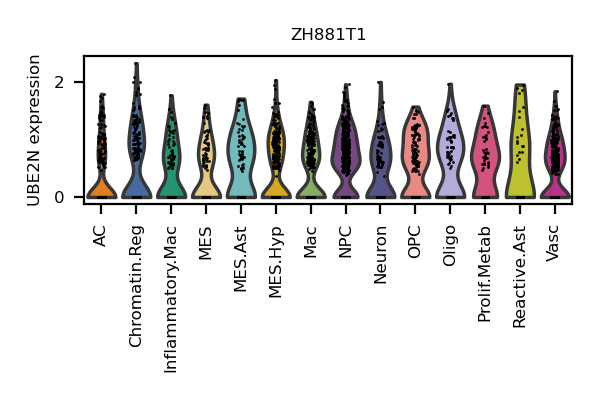 ZH881T1
UBE2N expression
2
0
AC
Chromatin.Reg
Inflammatory.Mac
MES
MES.Ast
MES.Hyp
Mac
NPC
Neuron
OPC
Oligo
Prolif.Metab
Reactive.Ast
Vasc